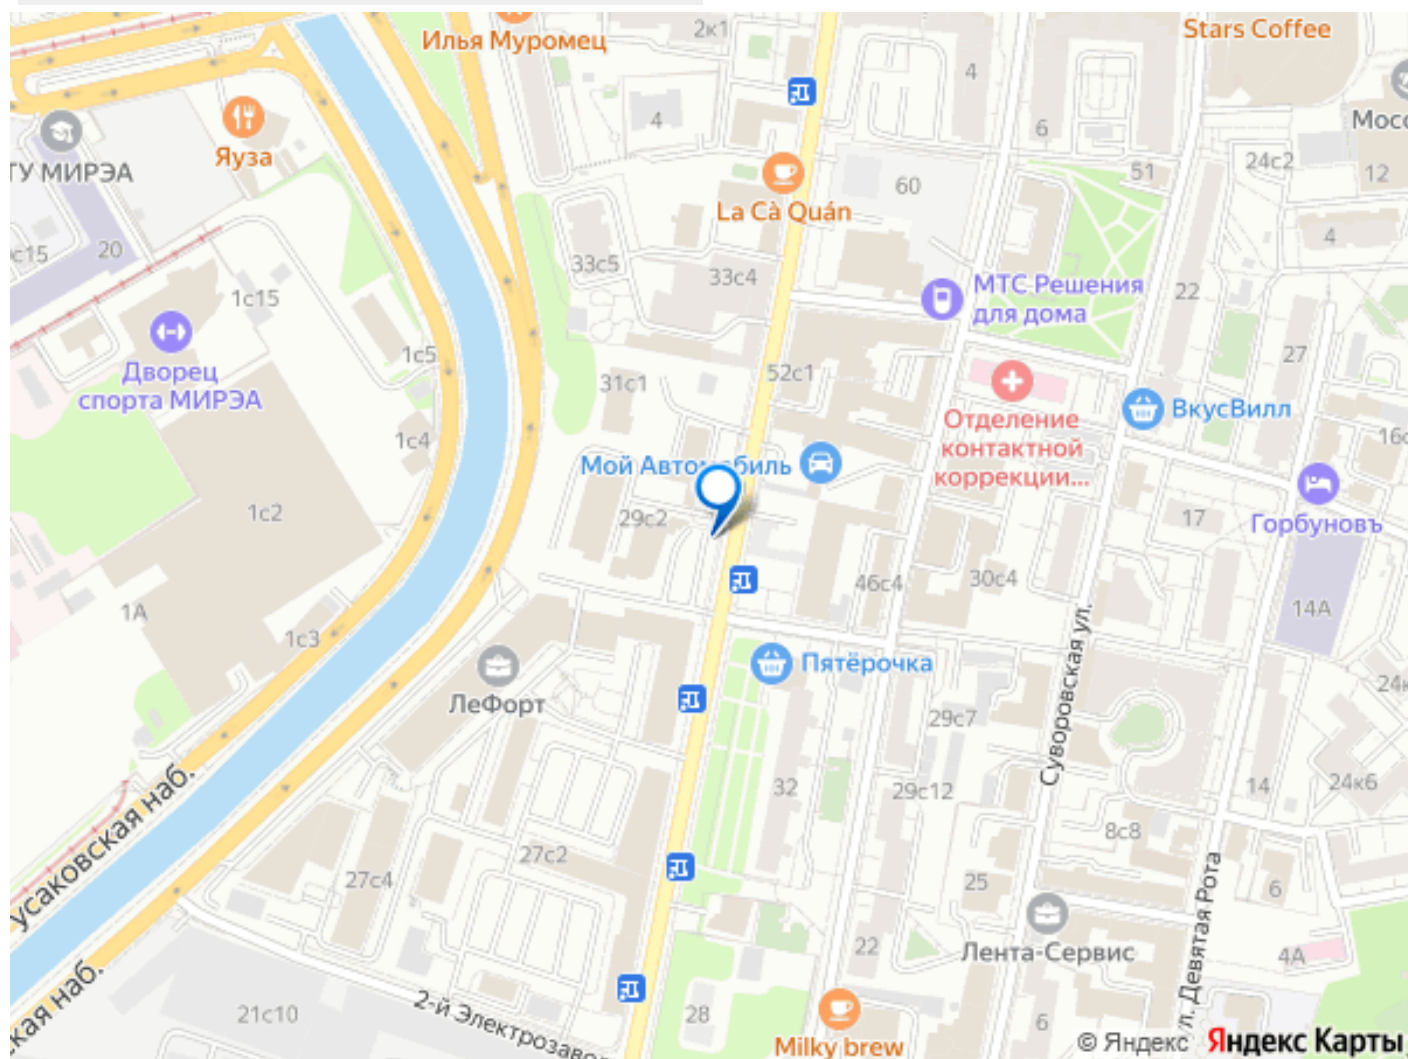 Илья Муромец
2к1
Stars Coffee
4
6
4
Яуза
ТУ МИРЭА
Мосс
24с2
12
51
60
La Cà Quán
с15
20
33с5
33с4
1с15
МТС Решения
для дома
22
4
27
1с5
Дворец
спорта МИРЭА
31с1
52с1
Отделение
контактной
коррекции...
ВкусВилл
16с
1с4
Мой Автомобиль
1с2
29с2
17
Горбуновъ
46с4
30с4
1А
1с3
14А
Пятёрочка
ЛеФорт
29с7
Суворовская ул.
24к
32
29с12
14
24к6
8с8
усаковская наб.
27с2
27с4
25
6
ул. Девятая Рота
Лента-Сервис
22
4А
кая наб.
21с10
2-й Электрозавод
28
Milky brew
6
© Яндекс Яндекс Карты